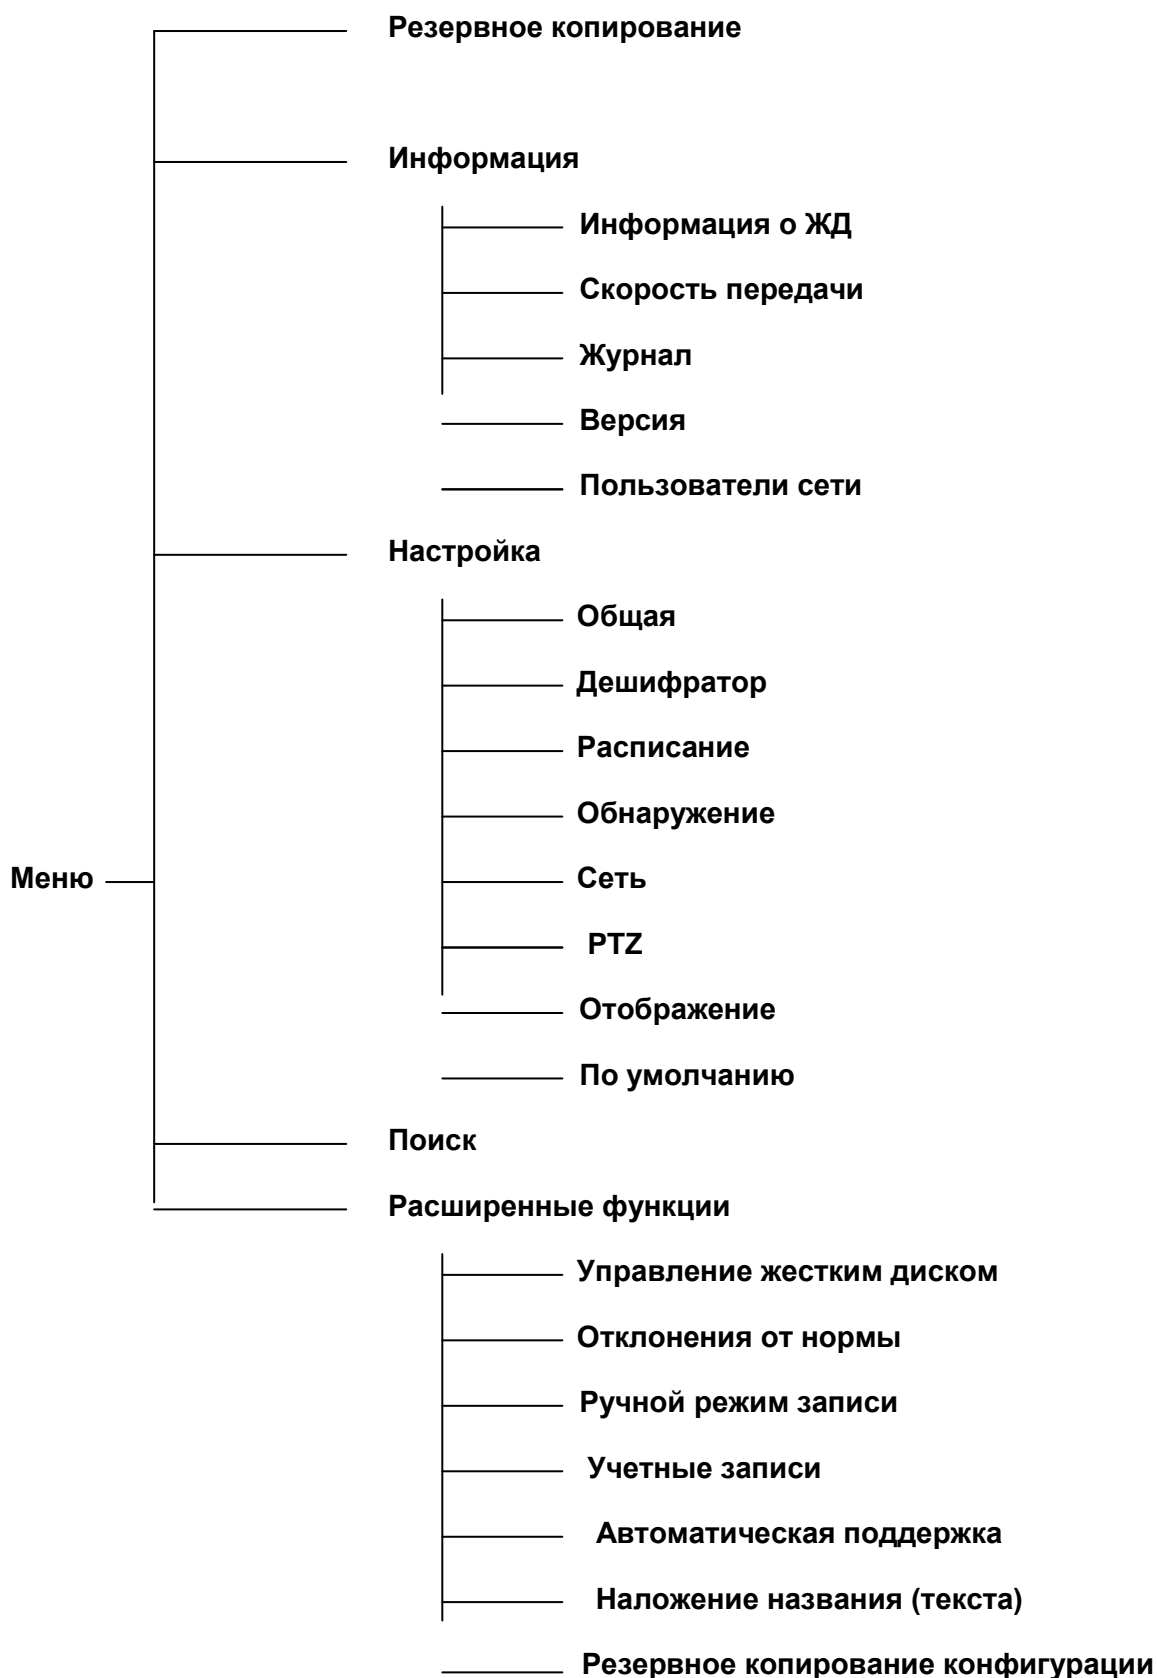 Резервное копирование
Информация
Информация о ЖД
Скорость передачи
Журнал
Версия
Пользователи сети
Настройка
Общая
Дешифратор
Расписание
Обнаружение
Меню
Сеть
PTZ
Отображение
По умолчанию
Поиск
Расширенные функции
Управление жестким диском
Отклонения от нормы
Ручной режим записи
Учетные записи
Автоматическая поддержка
Наложение названия (текста)
Резервное копирование конфигурации